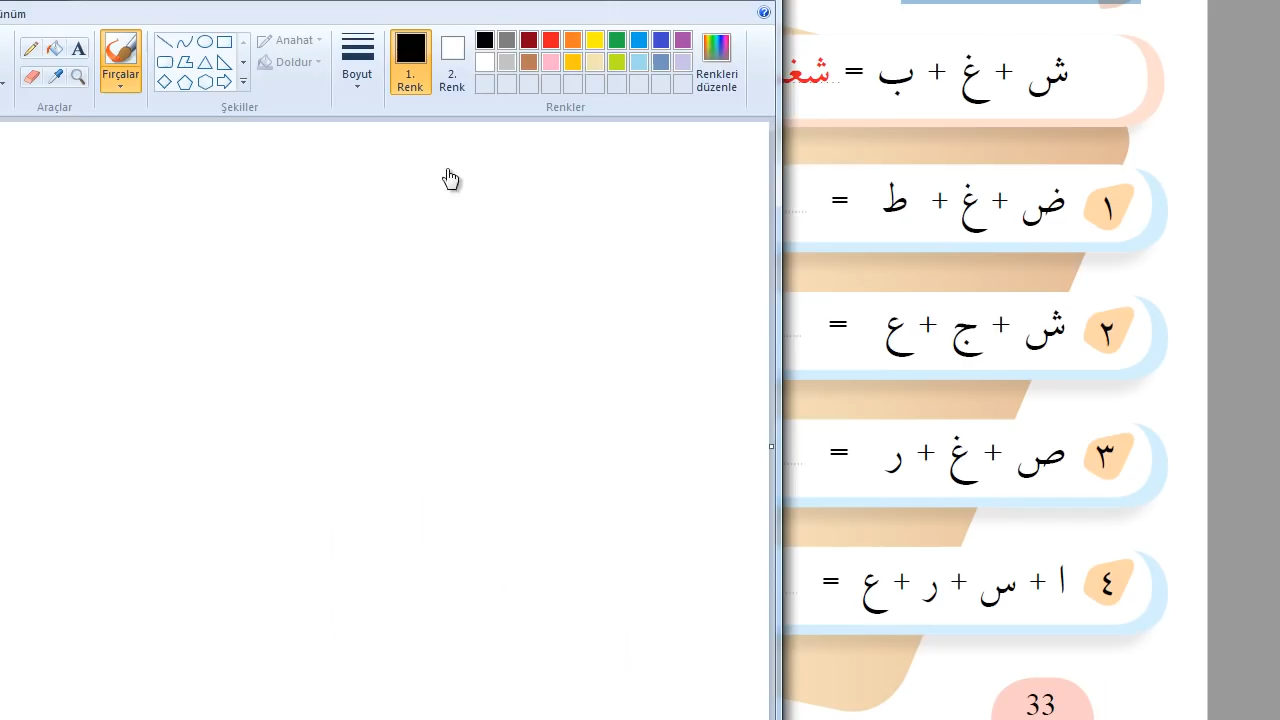 ünüm
Anahat
Doldur
Fırçalar
Boyut
1. Renk
2. Renk
Renkleri düzenle
Araçlar
Şekiller
Renkler
ش + غ + ب = شغ
١ ض + غ + ط =
٢ ش + ج + ع =
٣ ص + غ + ر =
٤ ا + س + ر + ع =
33